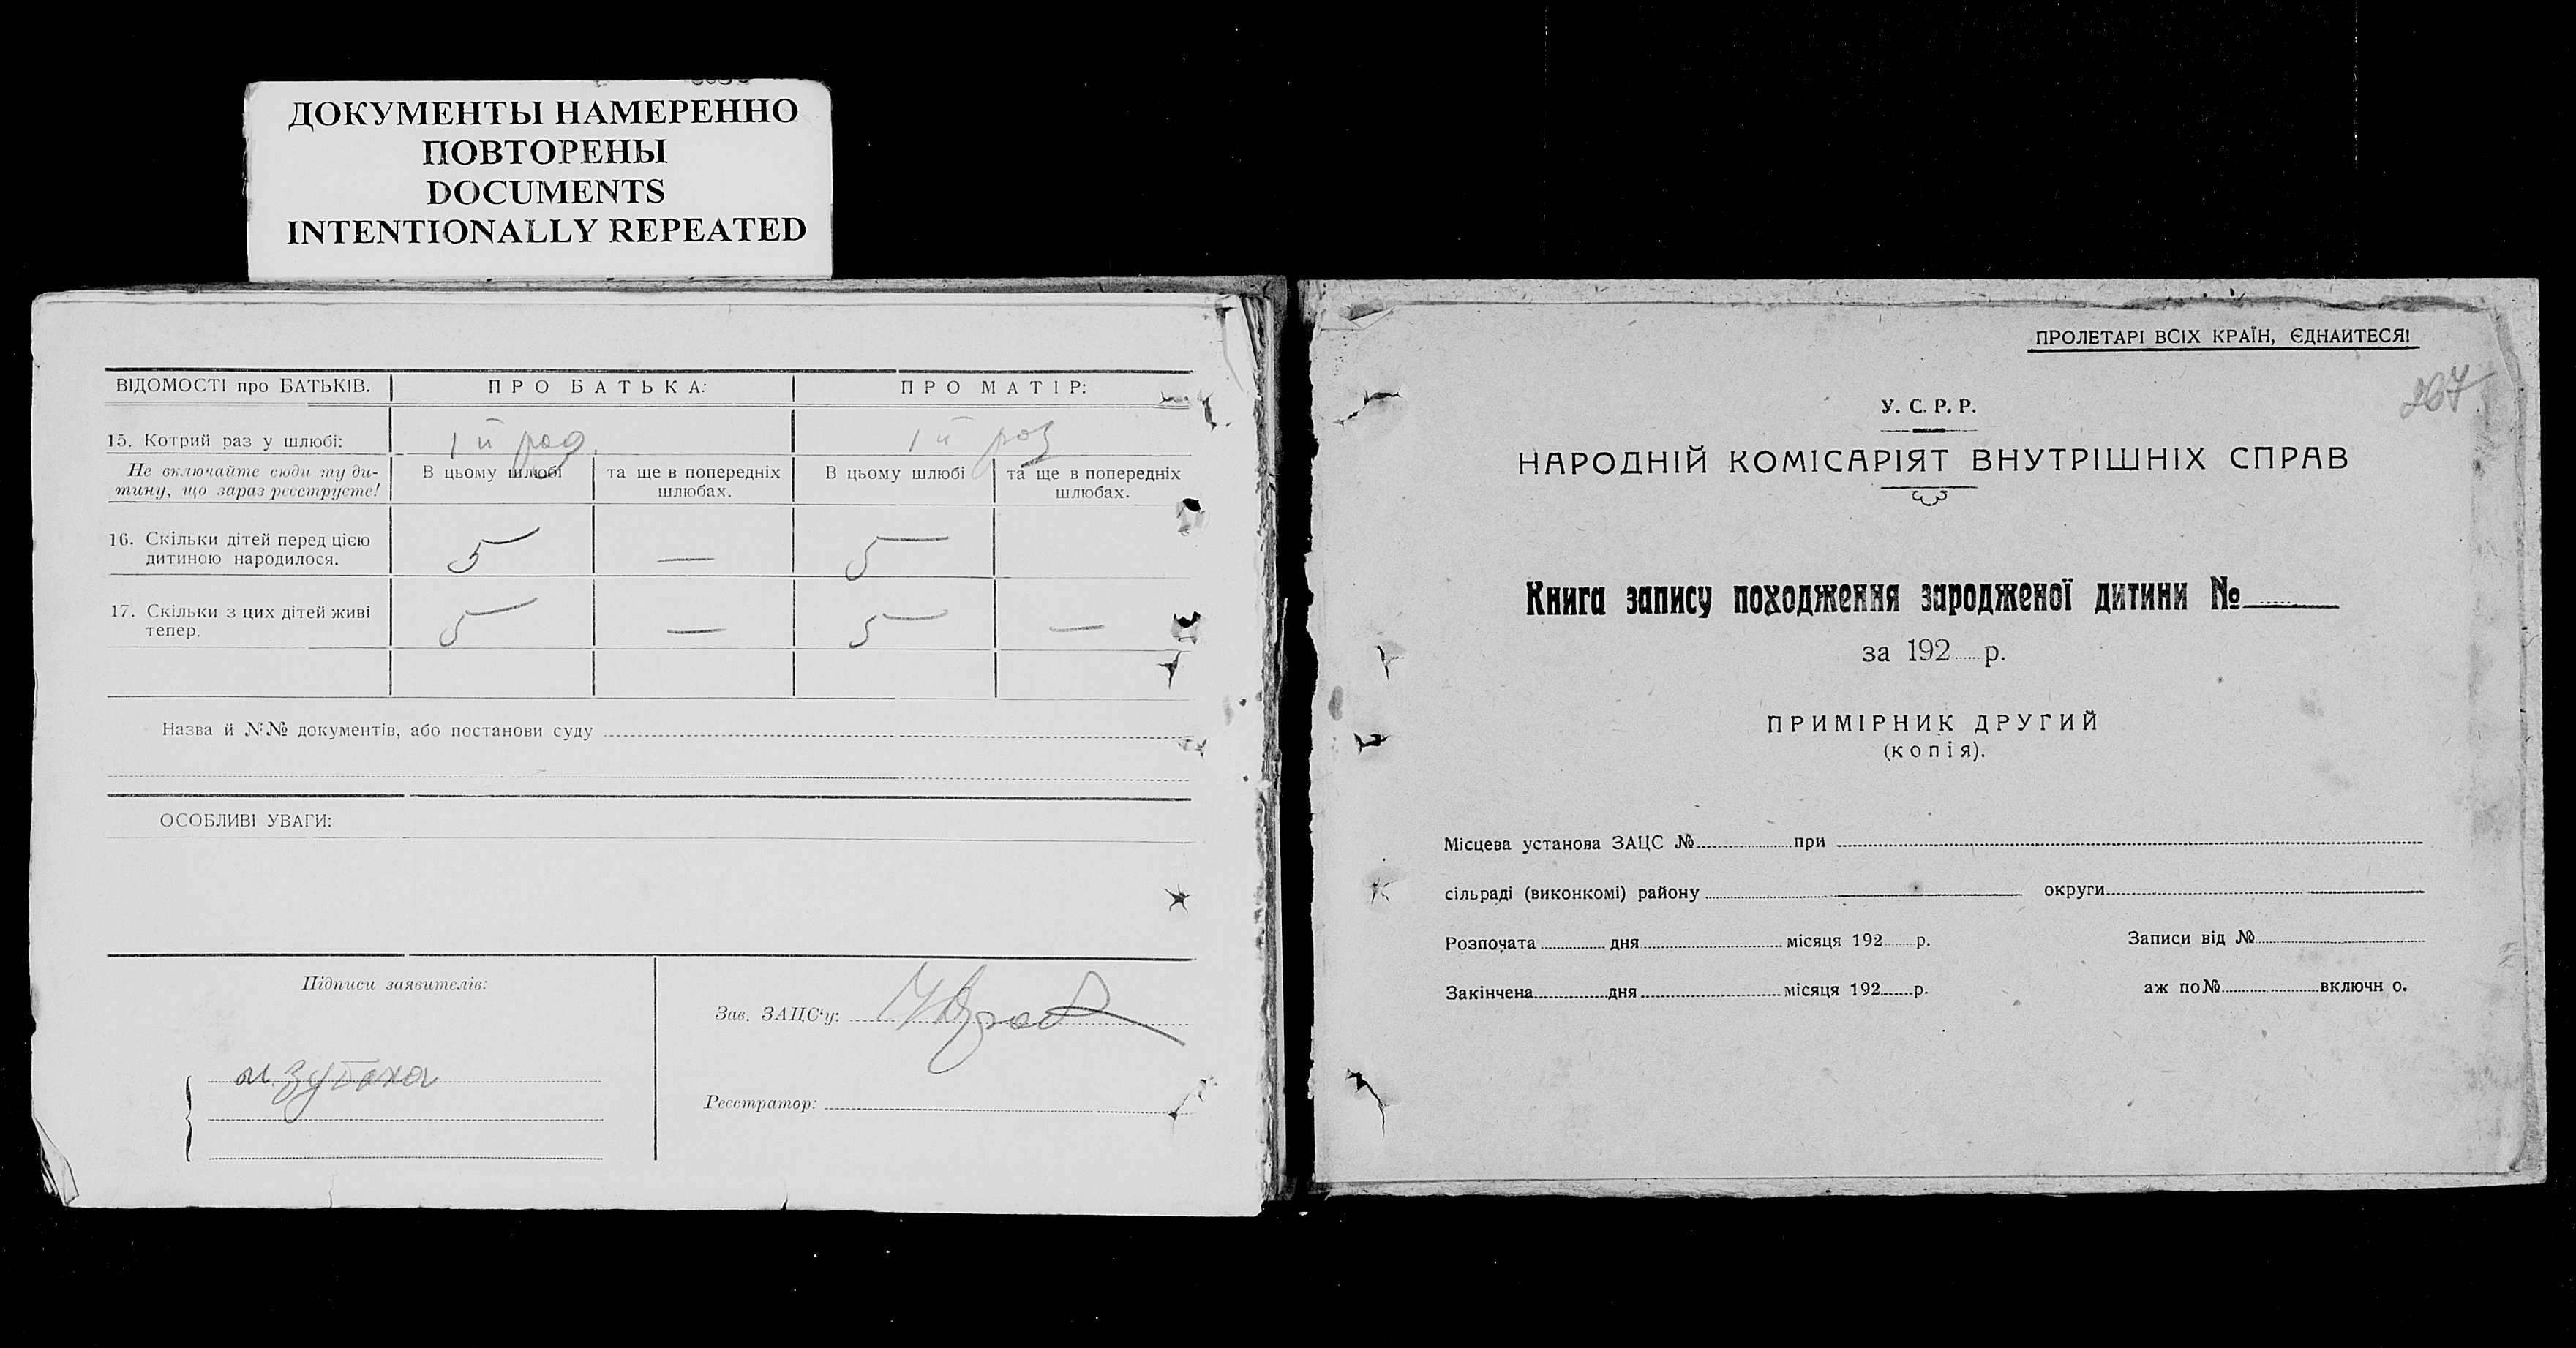 ДОКУМЕНТЫ НАМЕРЕННО
ПОВТОРЕНЫ
DOCUMENTS
INTENTIONALLY REPEATED
ВІДОМОСТІ про БАТЬКІВ. ПРО БАТЬКА: ПРО МАТІР:
15. Котрий раз у шлюбі: 1й раз. 1й раз
Не включайте сюди ту ди-
тину, що зараз реєструєте!
В цьому шлюбі
та ще в попередніх
шлюбах.
В цьому шлюбі
та ще в попередніх
шлюбах.
16. Скільки дітей перед цією
дитиною народилося.
5 — 5
17. Скільки з цих дітей живі
тепер.
5 — 5 —
Назва й №№ документів, або постанови суду
ОСОБЛИВІ УВАГИ:
Підписи заявителів:
Зав. ЗАЦС'у:
Реєстратор:
ПРОЛЕТАРІ ВСІХ КРАЇН, ЄДНАЙТЕСЯ!
267
У. С. Р. Р.
НАРОДНІЙ КОМІСАРІЯТ ВНУТРІШНІХ СПРАВ
Книга запису походження зародженої дитини №
за 192 р.
ПРИМІРНИК ДРУГИЙ
(копія).
Місцева установа ЗАЦС № при
сільраді (виконкомі) району округи
Розпочата дня місяця 192 р. Записи від №
Закінчена дня місяця 192 р. аж по № включн о.